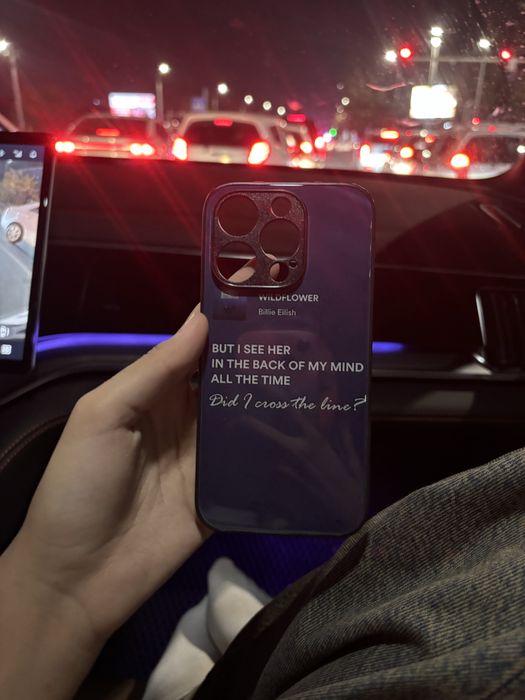 WILDFLOWER
Billie Eilish
BUT I SEE HER
IN THE BACK OF MY MIND
ALL THE TIME
Did I cross the line?